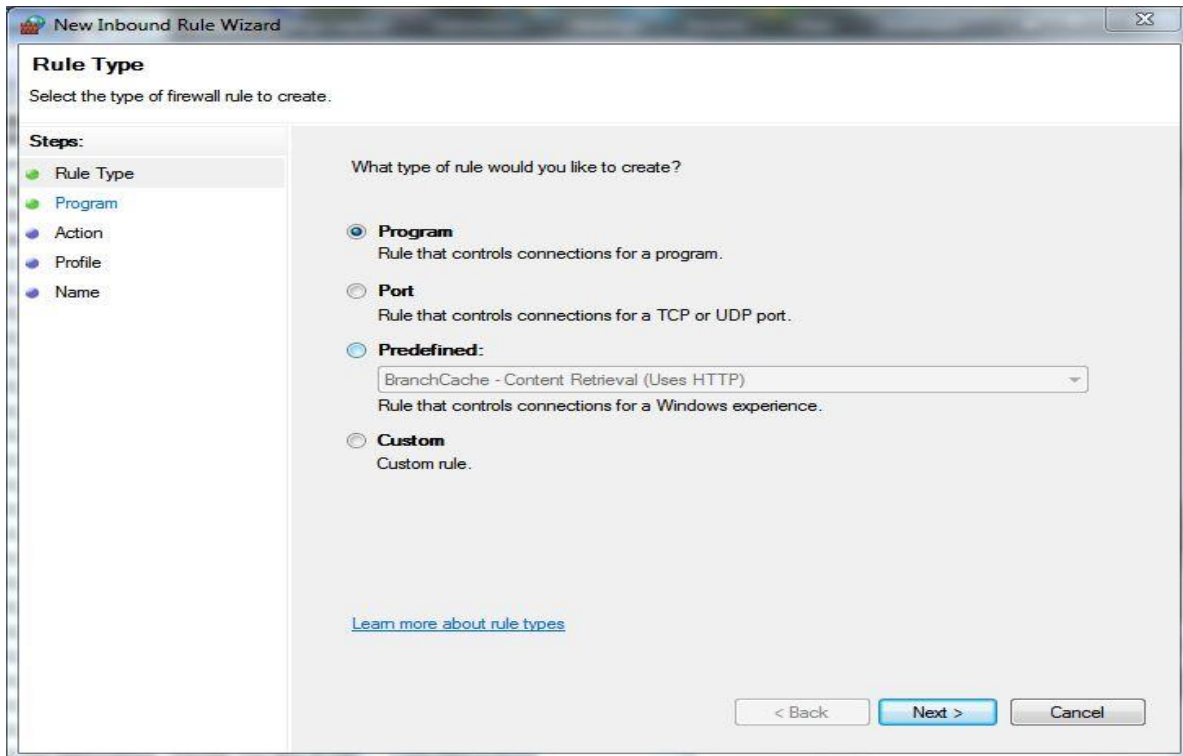 New Inbound Rule Wizard
Rule Type
Select the type of firewall rule to create.
Steps:
Rule Type
Program
Action
Profile
Name
What type of rule would you like to create?
Program
Rule that controls connections for a program.
Port
Rule that controls connections for a TCP or UDP port.
Predefined:
BranchCache - Content Retrieval (Uses HTTP)
Rule that controls connections for a Windows experience.
Custom
Custom rule.
Learn more about rule types
< Back Next > Cancel